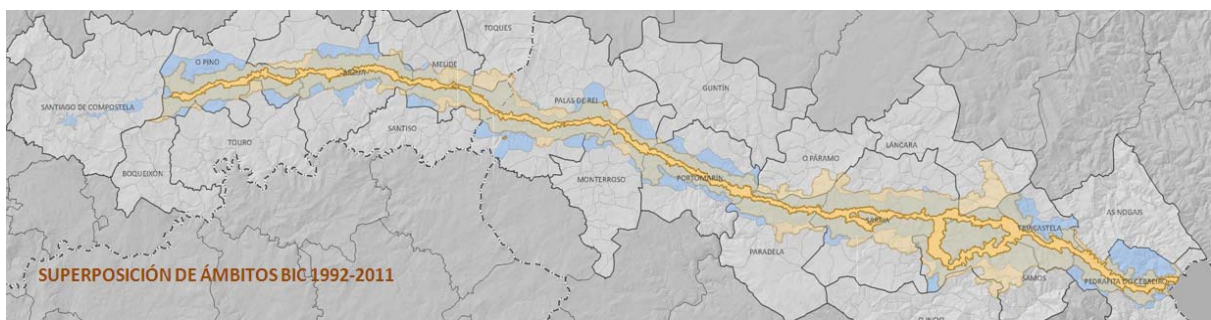 TOQUES
O PINO
ARZÚA
MELIDE
SANTIAGO DE COMPOSTELA
PALAS DE REI
GUNTÍN
TOURO
SANTISO
LÁNCARA
O PÁRAMO
BOQUEIXÓN
MONTERROSO
PORTOMARÍN
AS NOGAIS
SARRIA
TRIACASTELA
PARADELA
SAMOS
PEDRAFITA DO CEBREIRO
SUPERPOSICIÓN DE ÁMBITOS BIC 1992-2011